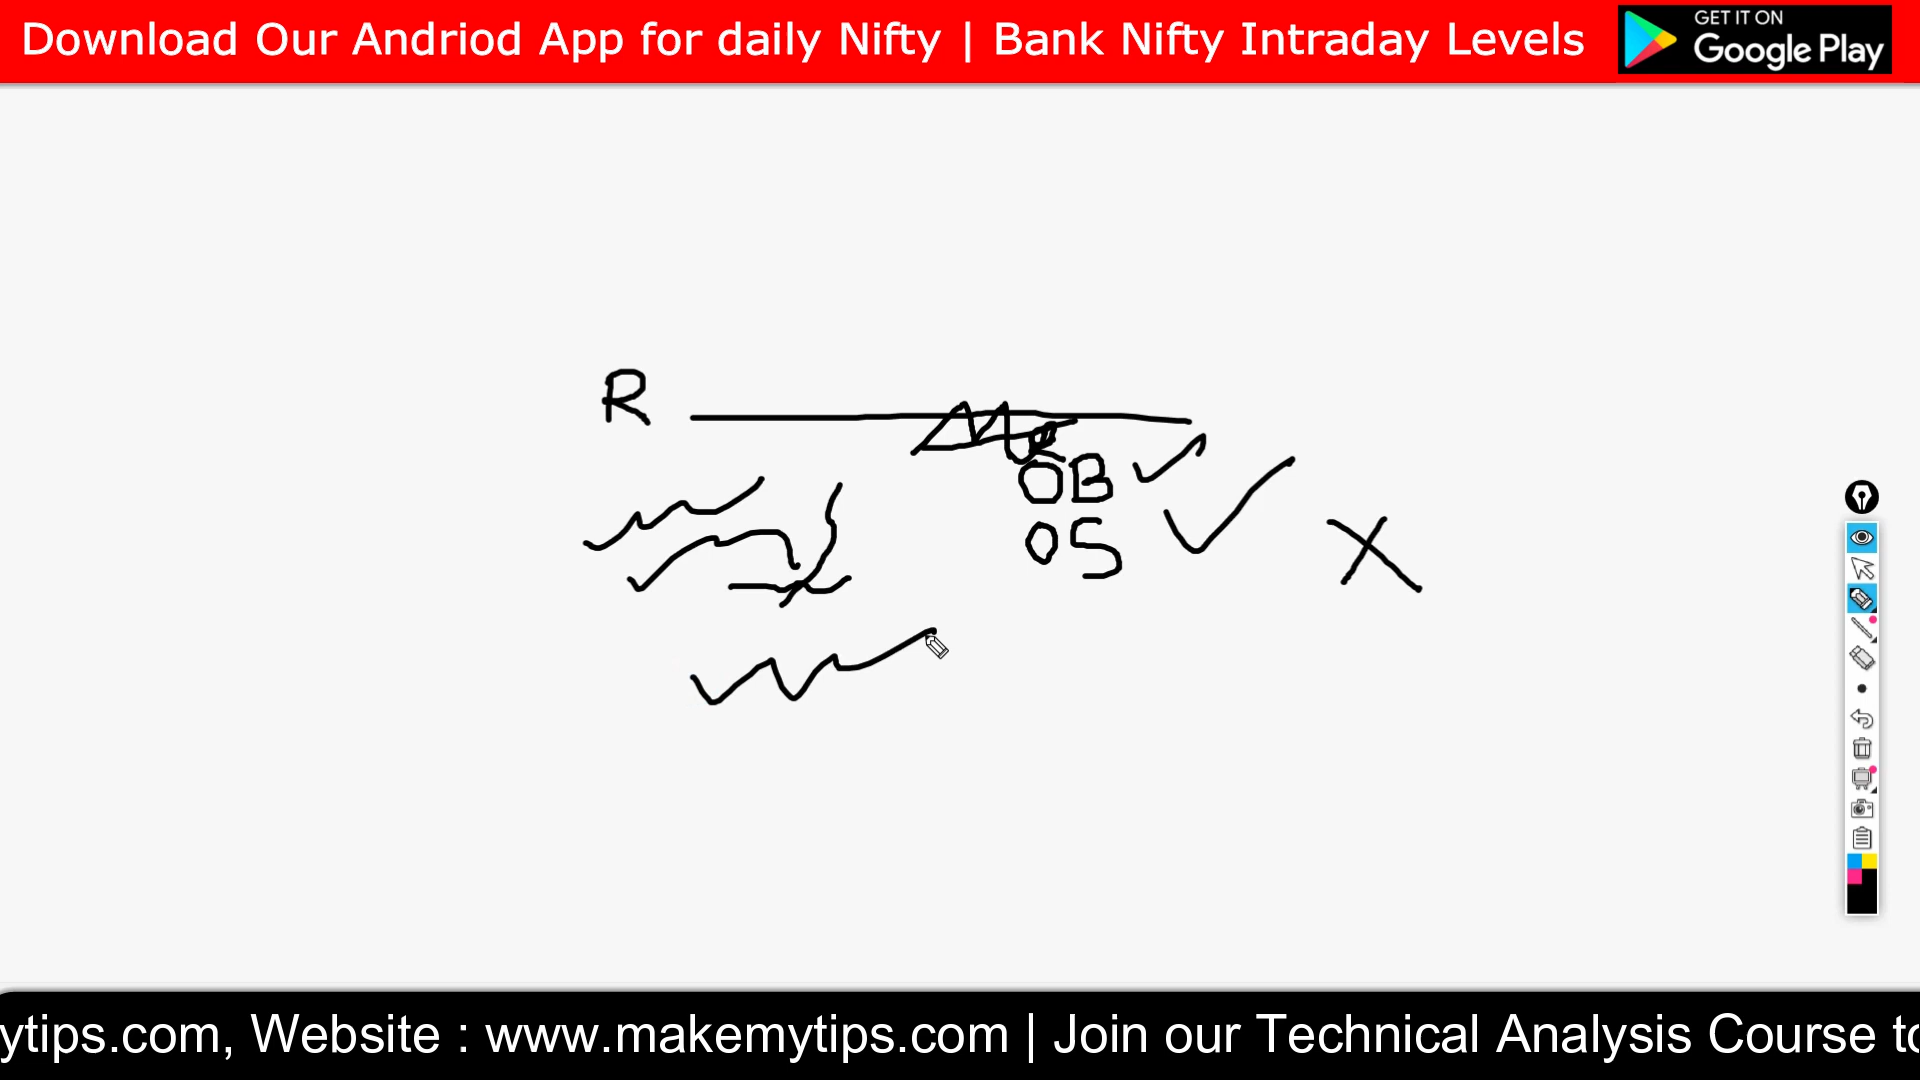 Download Our Andriod App for daily Nifty | Bank Nifty Intraday Levels
GET IT ON
Google Play
R
OB
OS
ytips.com, Website : www.makemytips.com | Join our Technical Analysis Course to